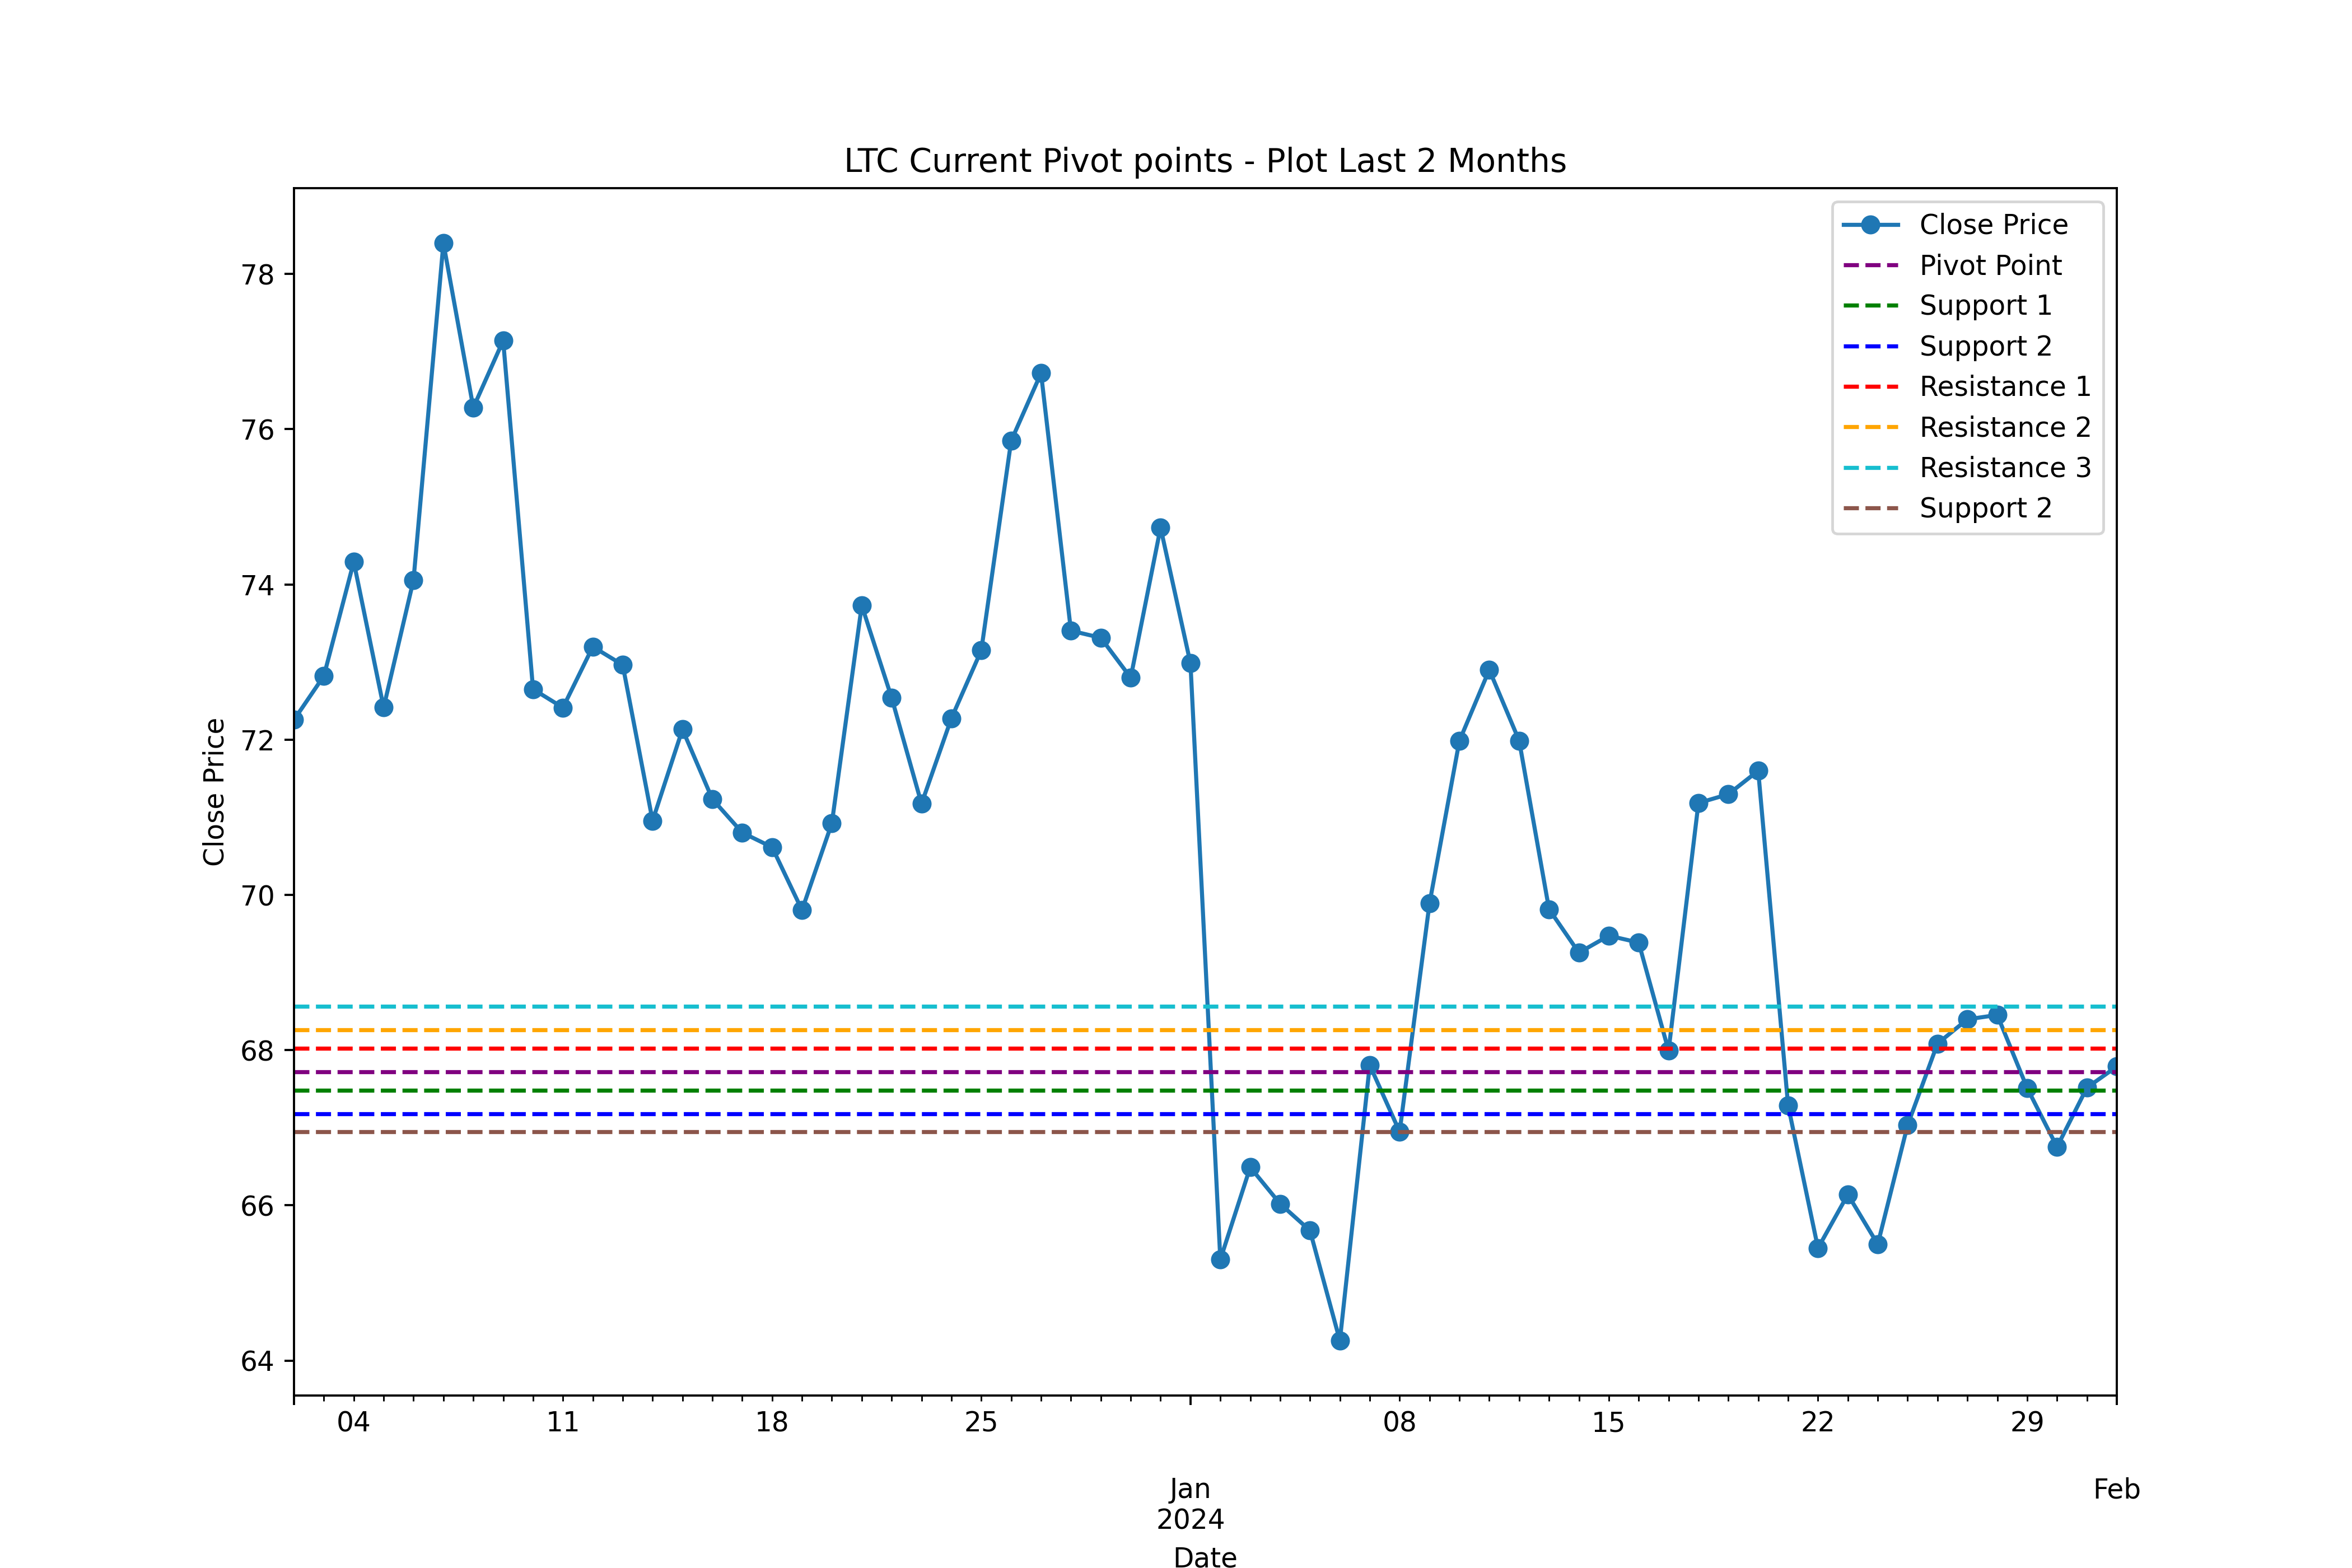 LTC Current Pivot points - Plot Last 2 Months
Close Price
Pivot Point
Support 1
Support 2
Resistance 1
Resistance 2
Resistance 3
Support 2
78
76
74
72
70
68
66
64
Close Price
04
11
18
25
08
15
22
29
Jan
2024
Feb
Date